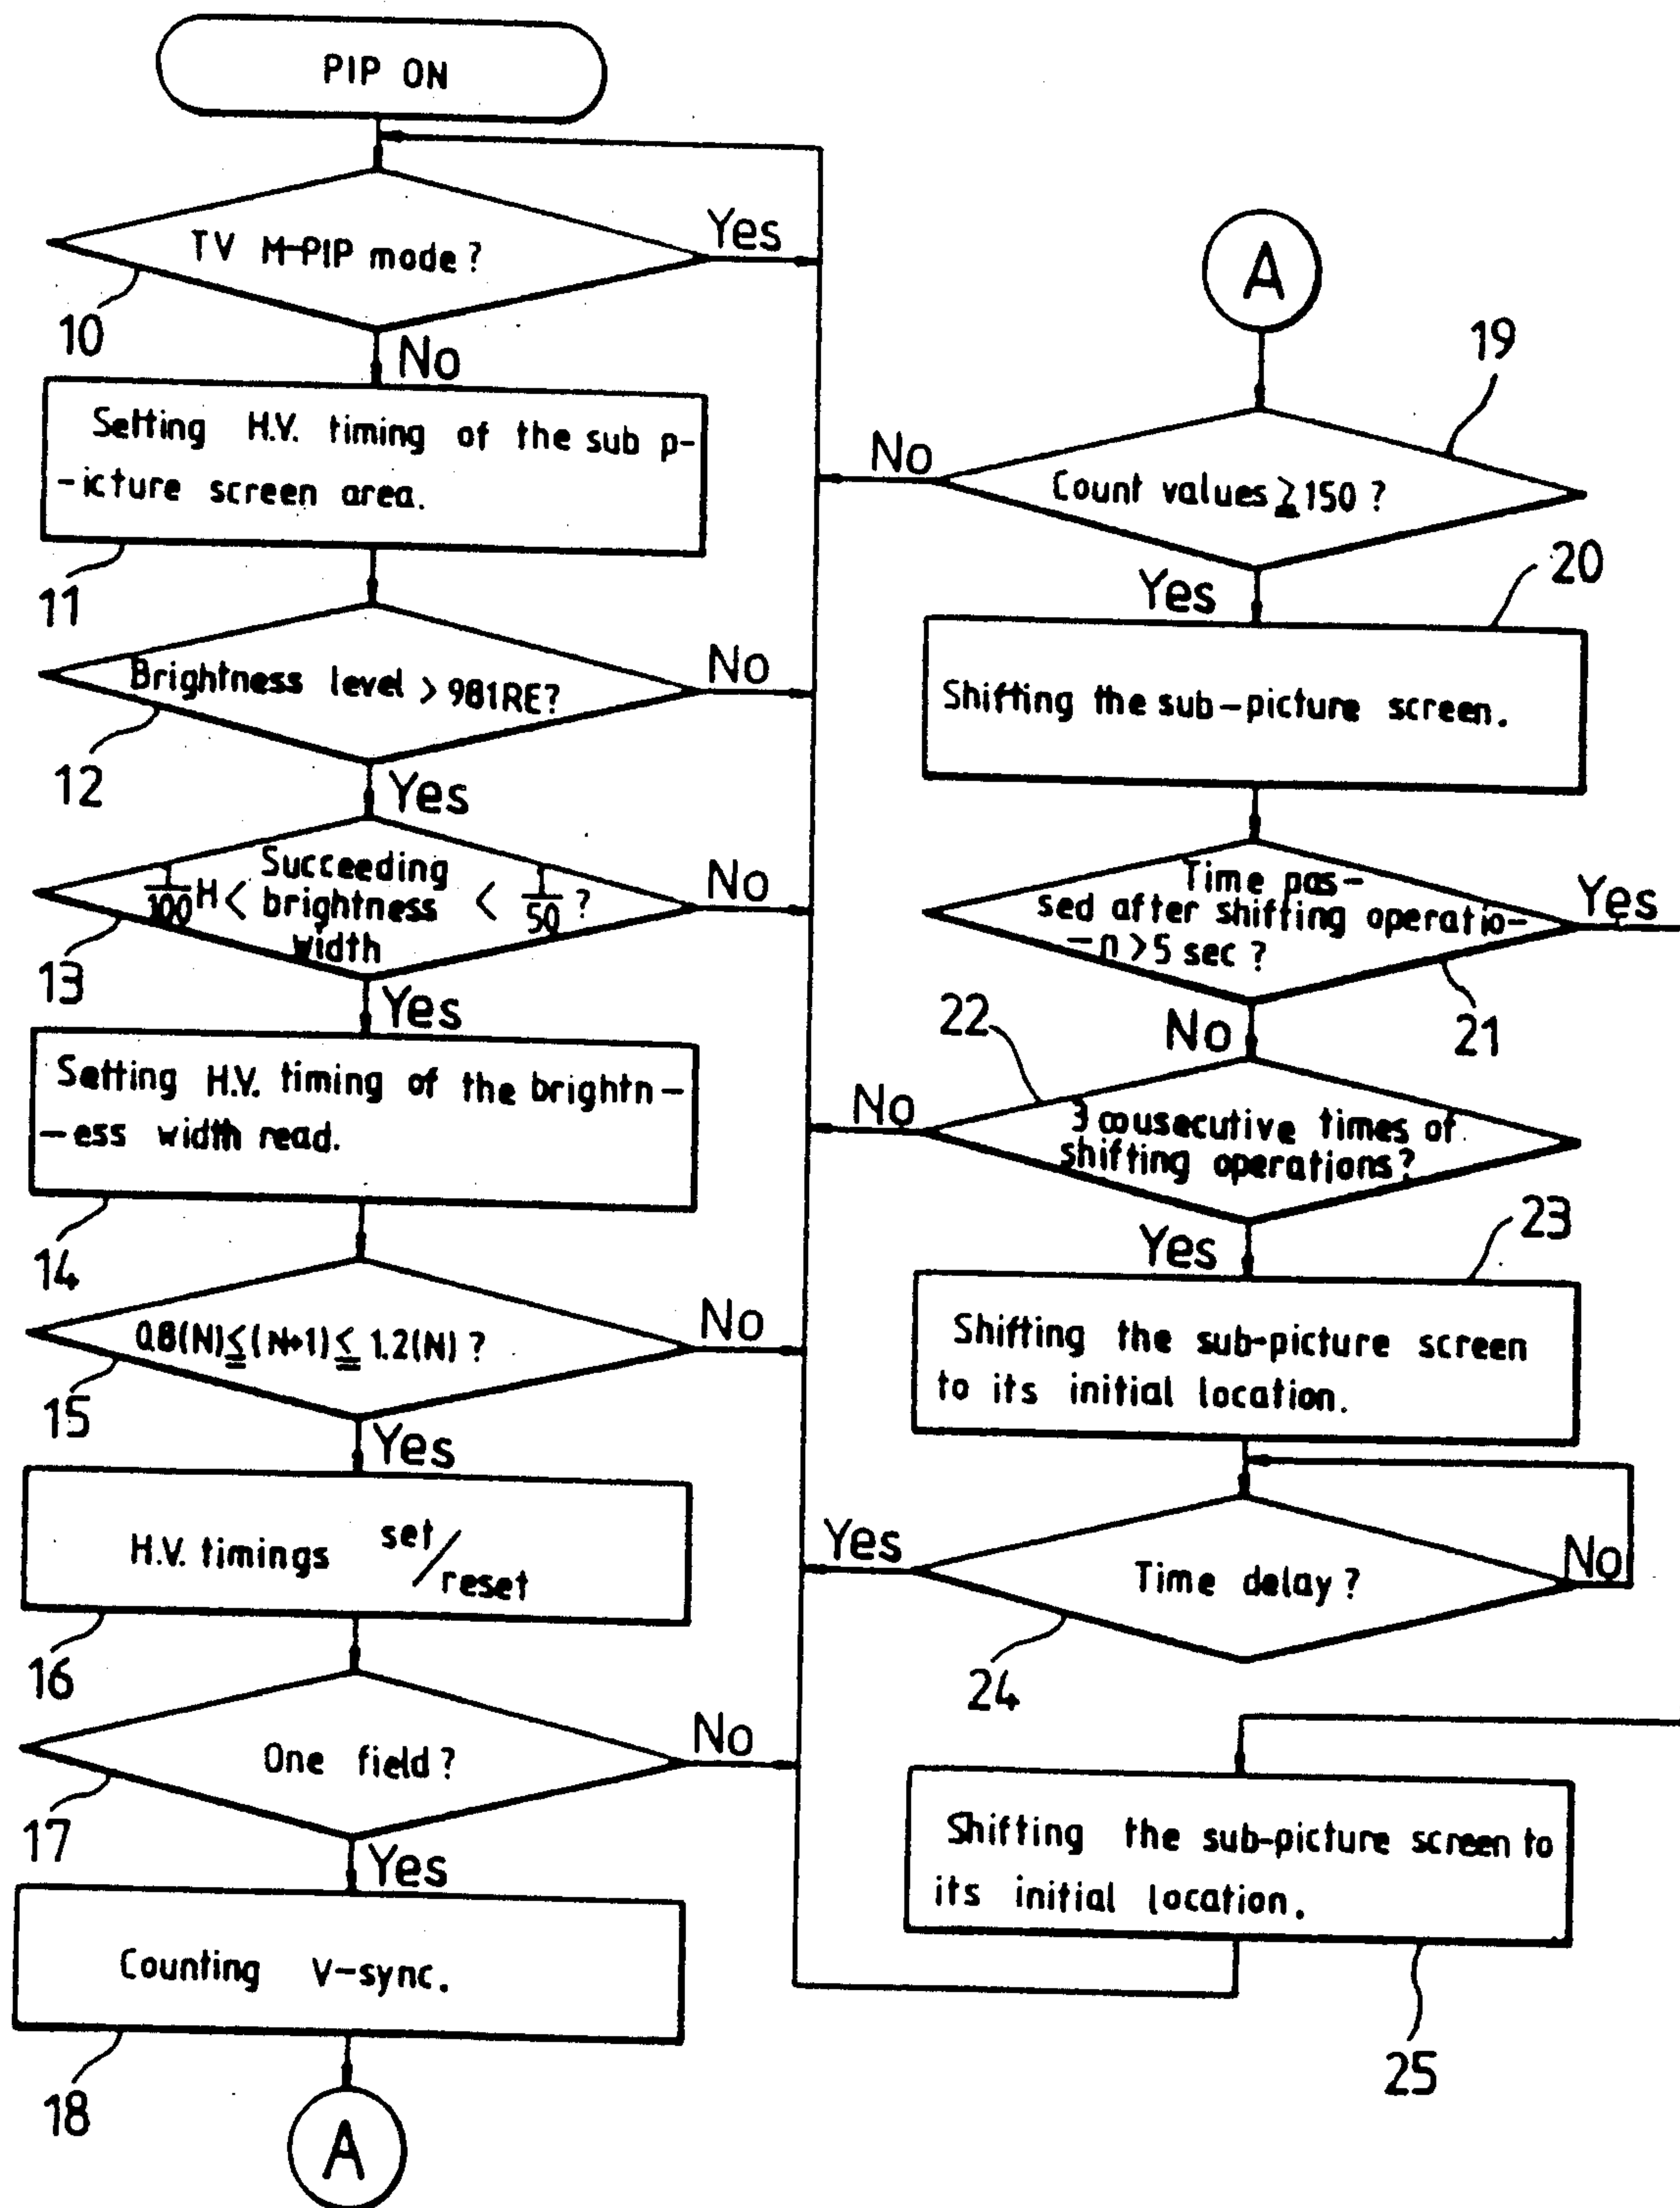 PIP ON
TV M-PIP mode?
Yes
10
No
Setting H.V. timing of the sub p-
-icture screen area.
11
Brightness level > 981RE?
No
12
Yes
Succeeding
1/100 H < brightness < 1/50 ?
width
No
13
Yes
Setting H.V. timing of the brightn-
-ess width read.
14
0.8(N)≦(N+1)≦ 1.2(N)?
No
15
Yes
H.V. timings set/reset
16
One field?
No
17
Yes
Counting V-sync.
18
A
A
19
Count values ≥ 150?
No
Yes
20
Shifting the sub-picture screen.
Time pas-
sed after shifting operatio-
-n > 5 sec?
Yes
21
No
22
3 cousecutive times of
shifting operations?
No
Yes
23
Shifting the sub-picture screen
to its initial location.
Time delay?
Yes
No
24
Shifting the sub-picture screen to
its initial location.
25